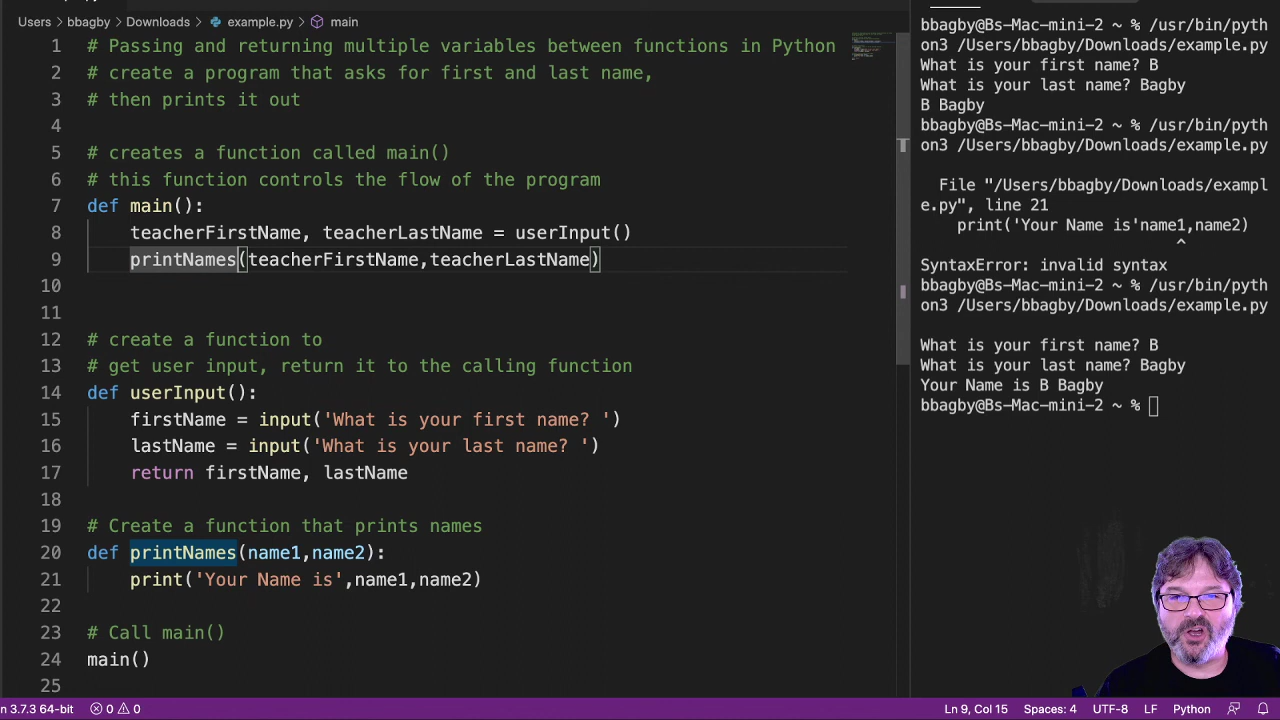 Users > bbagby > Downloads > example.py > main
1 # Passing and returning multiple variables between functions in Python
2 # create a program that asks for first and last name,
3 # then prints it out
4
5 # creates a function called main()
6 # this function controls the flow of the program
7 def main():
8 teacherFirstName, teacherLastName = userInput()
9 printNames(teacherFirstName,teacherLastName)
10
11
12 # create a function to
13 # get user input, return it to the calling function
14 def userInput():
15 firstName = input('What is your first name? ')
16 lastName = input('What is your last name? ')
17 return firstName, lastName
18
19 # Create a function that prints names
20 def printNames(name1,name2):
21 print('Your Name is',name1,name2)
22
23 # Call main()
24 main()
25
bbagby@Bs-Mac-mini-2 ~ % /usr/bin/pyth
on3 /Users/bbagby/Downloads/example.py
What is your first name? B
What is your last name? Bagby
B Bagby
bbagby@Bs-Mac-mini-2 ~ % /usr/bin/pyth
on3 /Users/bbagby/Downloads/example.py
File "/Users/bbagby/Downloads/exampl
e.py", line 21
print('Your Name is'name1,name2)
^
SyntaxError: invalid syntax
bbagby@Bs-Mac-mini-2 ~ % /usr/bin/pyth
on3 /Users/bbagby/Downloads/example.py
What is your first name? B
What is your last name? Bagby
Your Name is B Bagby
bbagby@Bs-Mac-mini-2 ~ %
n 3.7.3 64-bit 0 0 Ln 9, Col 15 Spaces: 4 UTF-8 LF Python